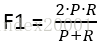 F1 = 2·P·R / P+R